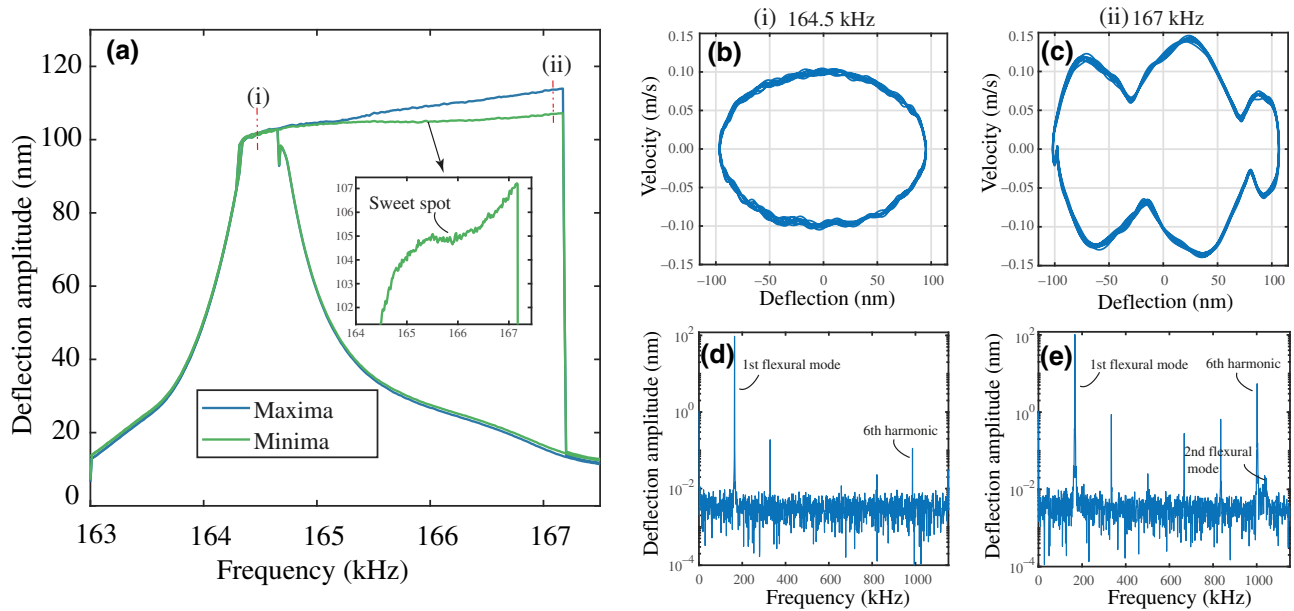 (i) 164.5 kHz
(ii) 167 kHz
(a)
120
100
80
60
40
20
0
Deflection amplitude (nm)
163
164
165
166
167
Frequency (kHz)
(i)
(ii)
Sweet spot
107
106
105
104
103
102
164
165
166
167
Maxima
Minima
(b)
0.15
0.10
0.05
0.00
−0.05
−0.10
−0.15
Velocity (m/s)
−100
−50
0
50
100
Deflection (nm)
(c)
0.15
0.10
0.05
0.00
−0.05
−0.10
−0.15
Velocity (m/s)
−100
−50
0
50
100
Deflection (nm)
(d)
10²
10⁰
10⁻²
10⁻⁴
Deflection amplitude (nm)
1st flexural mode
6th harmonic
0
200
400
600
800
1000
Frequency (kHz)
(e)
10²
10⁰
10⁻²
10⁻⁴
Deflection amplitude (nm)
1st flexural mode
6th harmonic
2nd flexural
mode
0
200
400
600
800
1000
Frequency (kHz)